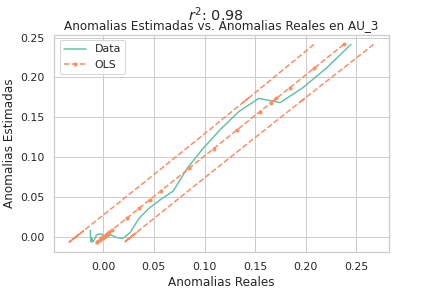 r²: 0.98
Anomalias Estimadas vs. Anomalias Reales en AU_3
Data
OLS
Anomalias Estimadas
0.25
0.20
0.15
0.10
0.05
0.00
0.00 0.05 0.10 0.15 0.20 0.25
Anomalias Reales